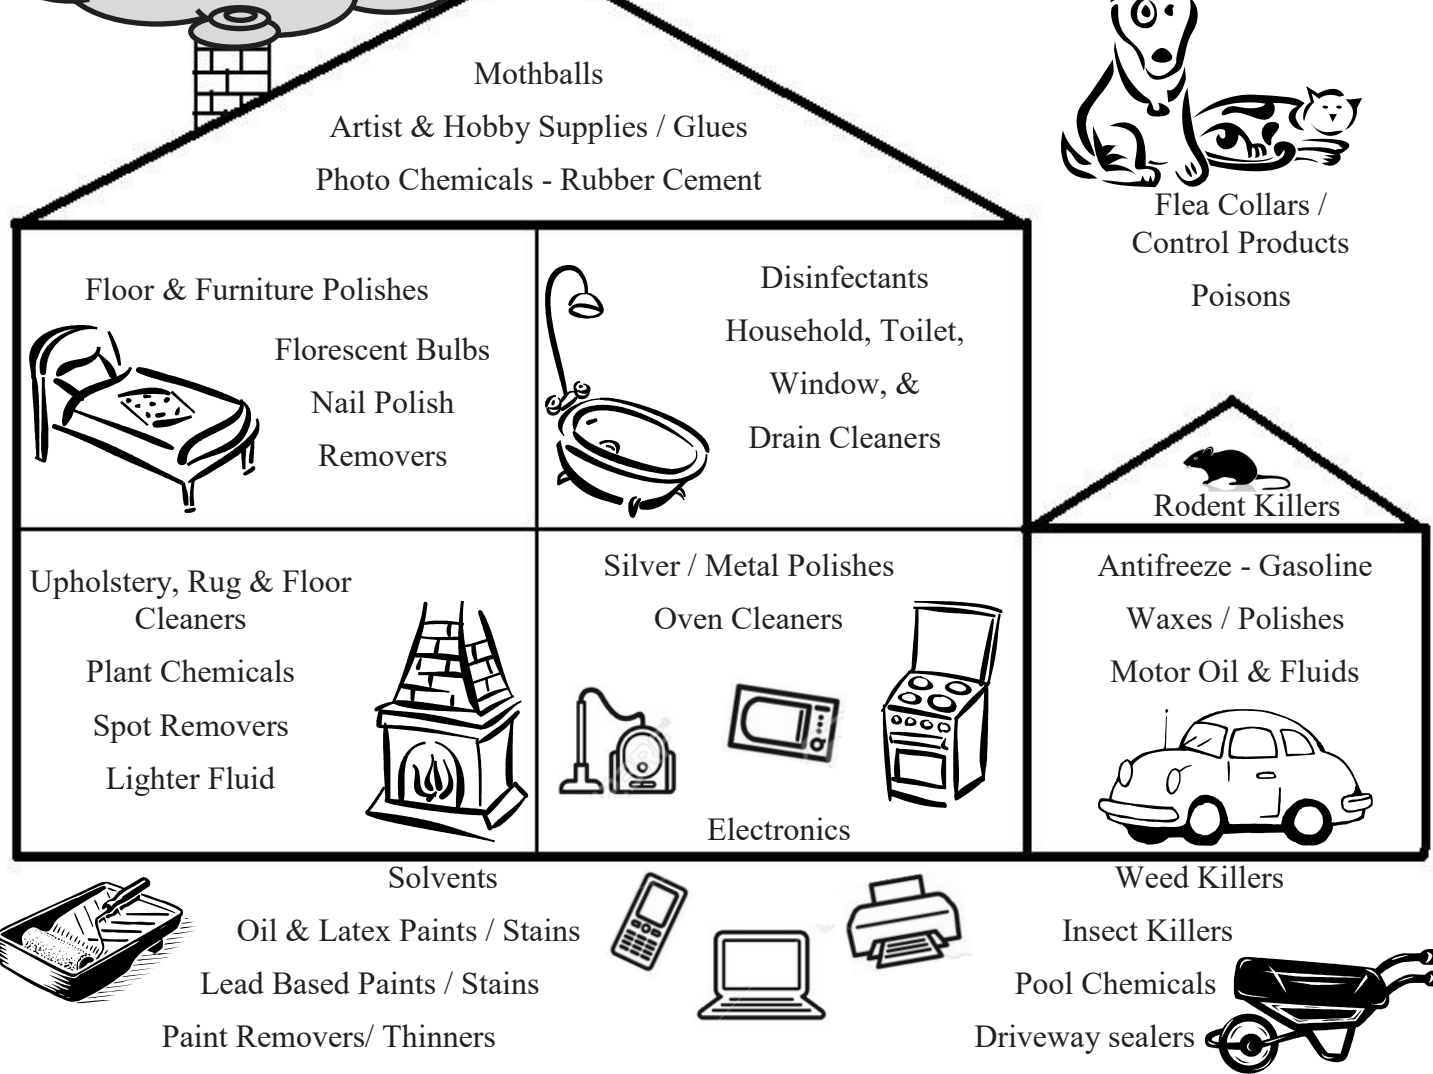 Mothballs
Artist & Hobby Supplies / Glues
Photo Chemicals - Rubber Cement
Flea Collars /
Control Products
Poisons
Floor & Furniture Polishes
Florescent Bulbs
Nail Polish
Removers
Disinfectants
Household, Toilet,
Window, &
Drain Cleaners
Rodent Killers
Upholstery, Rug & Floor
Cleaners
Plant Chemicals
Spot Removers
Lighter Fluid
Silver / Metal Polishes
Oven Cleaners
Electronics
Antifreeze - Gasoline
Waxes / Polishes
Motor Oil & Fluids
Solvents
Oil & Latex Paints / Stains
Lead Based Paints / Stains
Paint Removers/ Thinners
Weed Killers
Insect Killers
Pool Chemicals
Driveway sealers